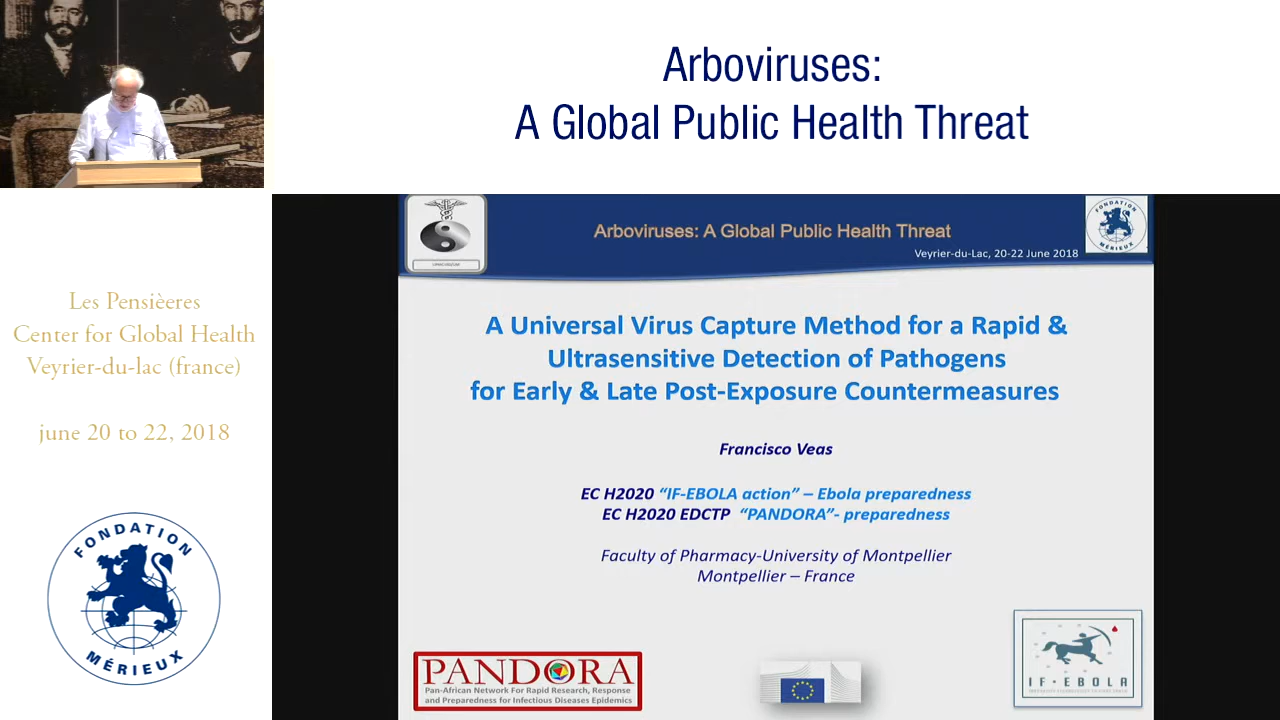 Arboviruses:
A Global Public Health Threat
Les Pensièeres
Center for Global Health
Veyrier-du-lac (france)
june 20 to 22, 2018
FONDATION
MÉRIEUX
Arboviruses: A Global Public Health Threat
Veyrier-du-Lac, 20-22 June 2018
FONDATION
MÉRIEUX
A Universal Virus Capture Method for a Rapid &
Ultrasensitive Detection of Pathogens
for Early & Late Post-Exposure Countermeasures
Francisco Veas
EC H2020 “IF-EBOLA action” – Ebola preparedness
EC H2020 EDCTP “PANDORA”- preparedness
Faculty of Pharmacy-University of Montpellier
Montpellier – France
PANDORA
Pan-African Network For Rapid Research, Response
and Preparedness for Infectious Diseases Epidemics
IF-EBOLA